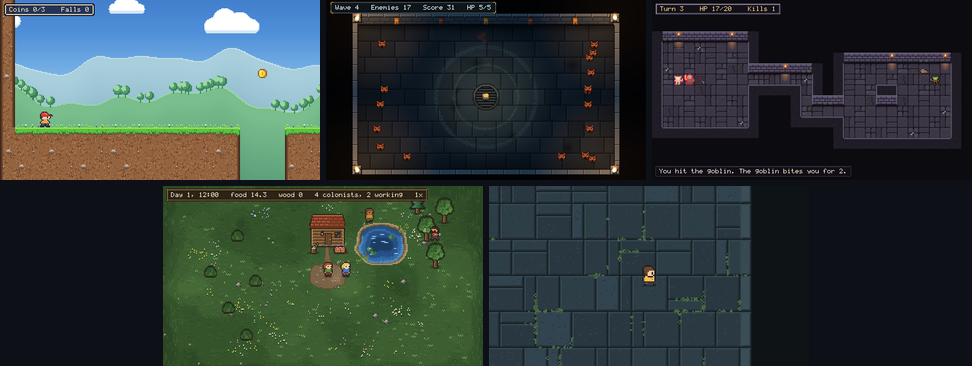 Coins 0/3 Falls 0
Wave 4 Enemies 17 Score 31 HP 5/5
Turn 3 HP 17/20 Kills 1
You hit the goblin. The goblin bites you for 2.
Day 1, 12:00 food 14.3 wood 0 4 colonists, 2 working 1x